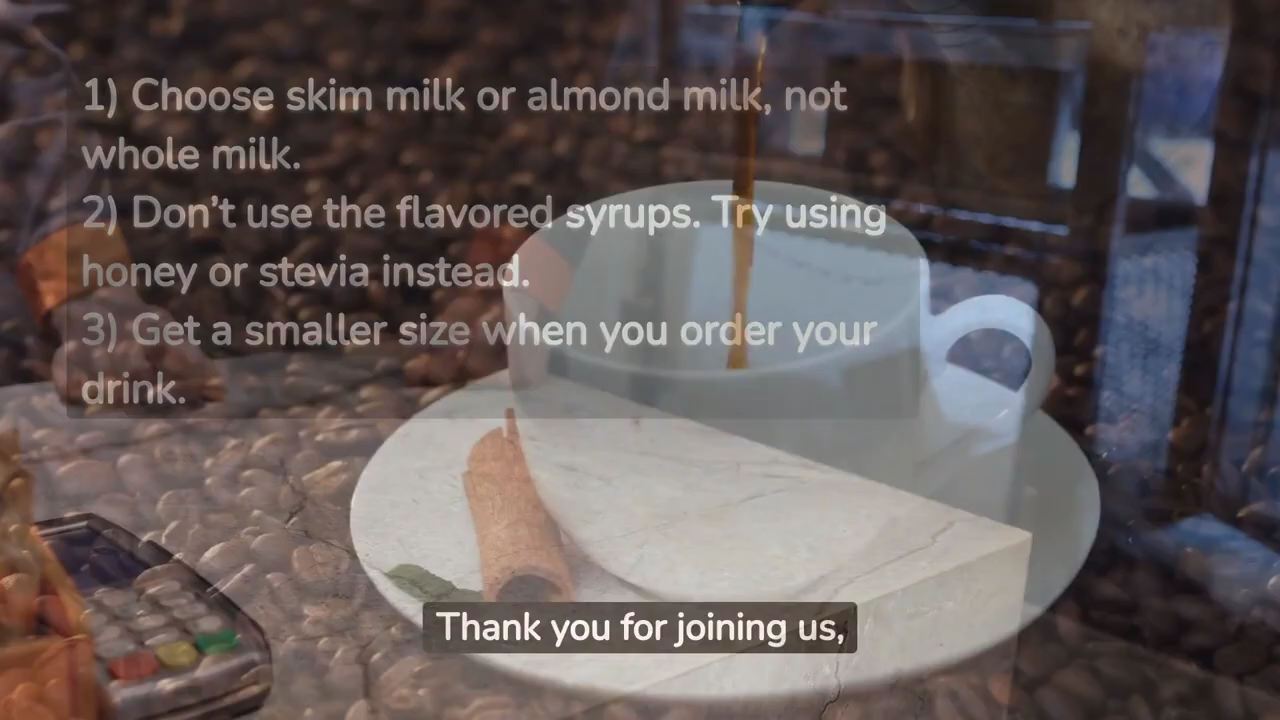 1) Choose skim milk or almond milk, not
whole milk.
2) Don’t use the flavored syrups. Try using
honey or stevia instead.
3) Get a smaller size when you order your
drink.
Thank you for joining us,